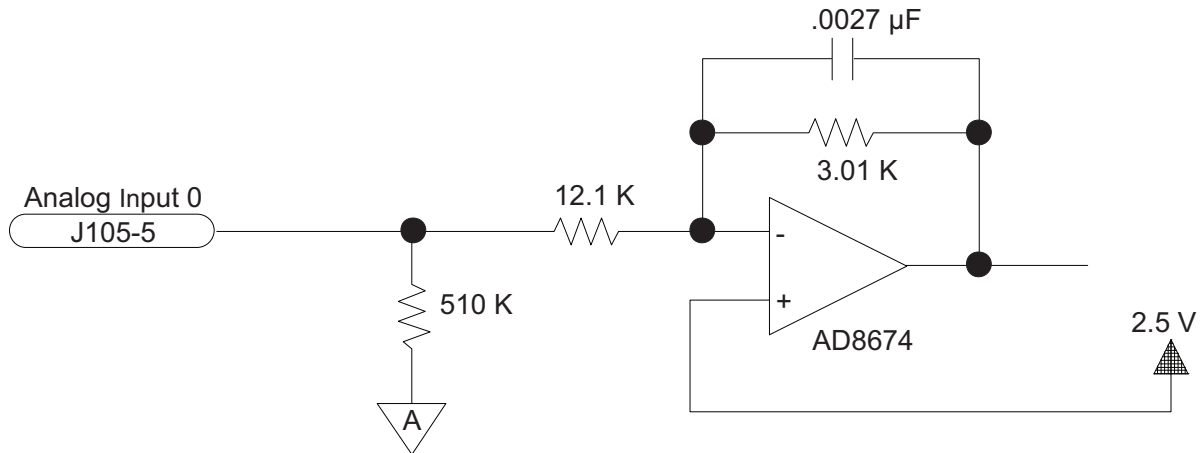 .0027 µF
3.01 K
Analog Input 0
J105-5
12.1 K
510 K
-
+
AD8674
2.5 V
A